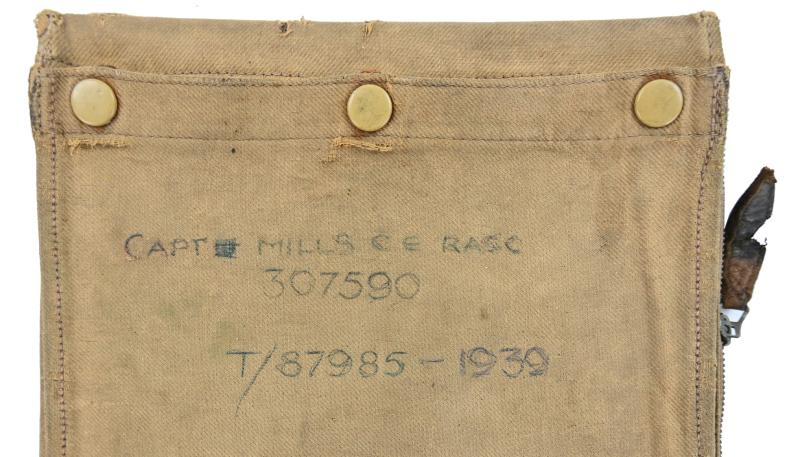 CAPT MILLS C E RASC
307590
T/87985 - 1939